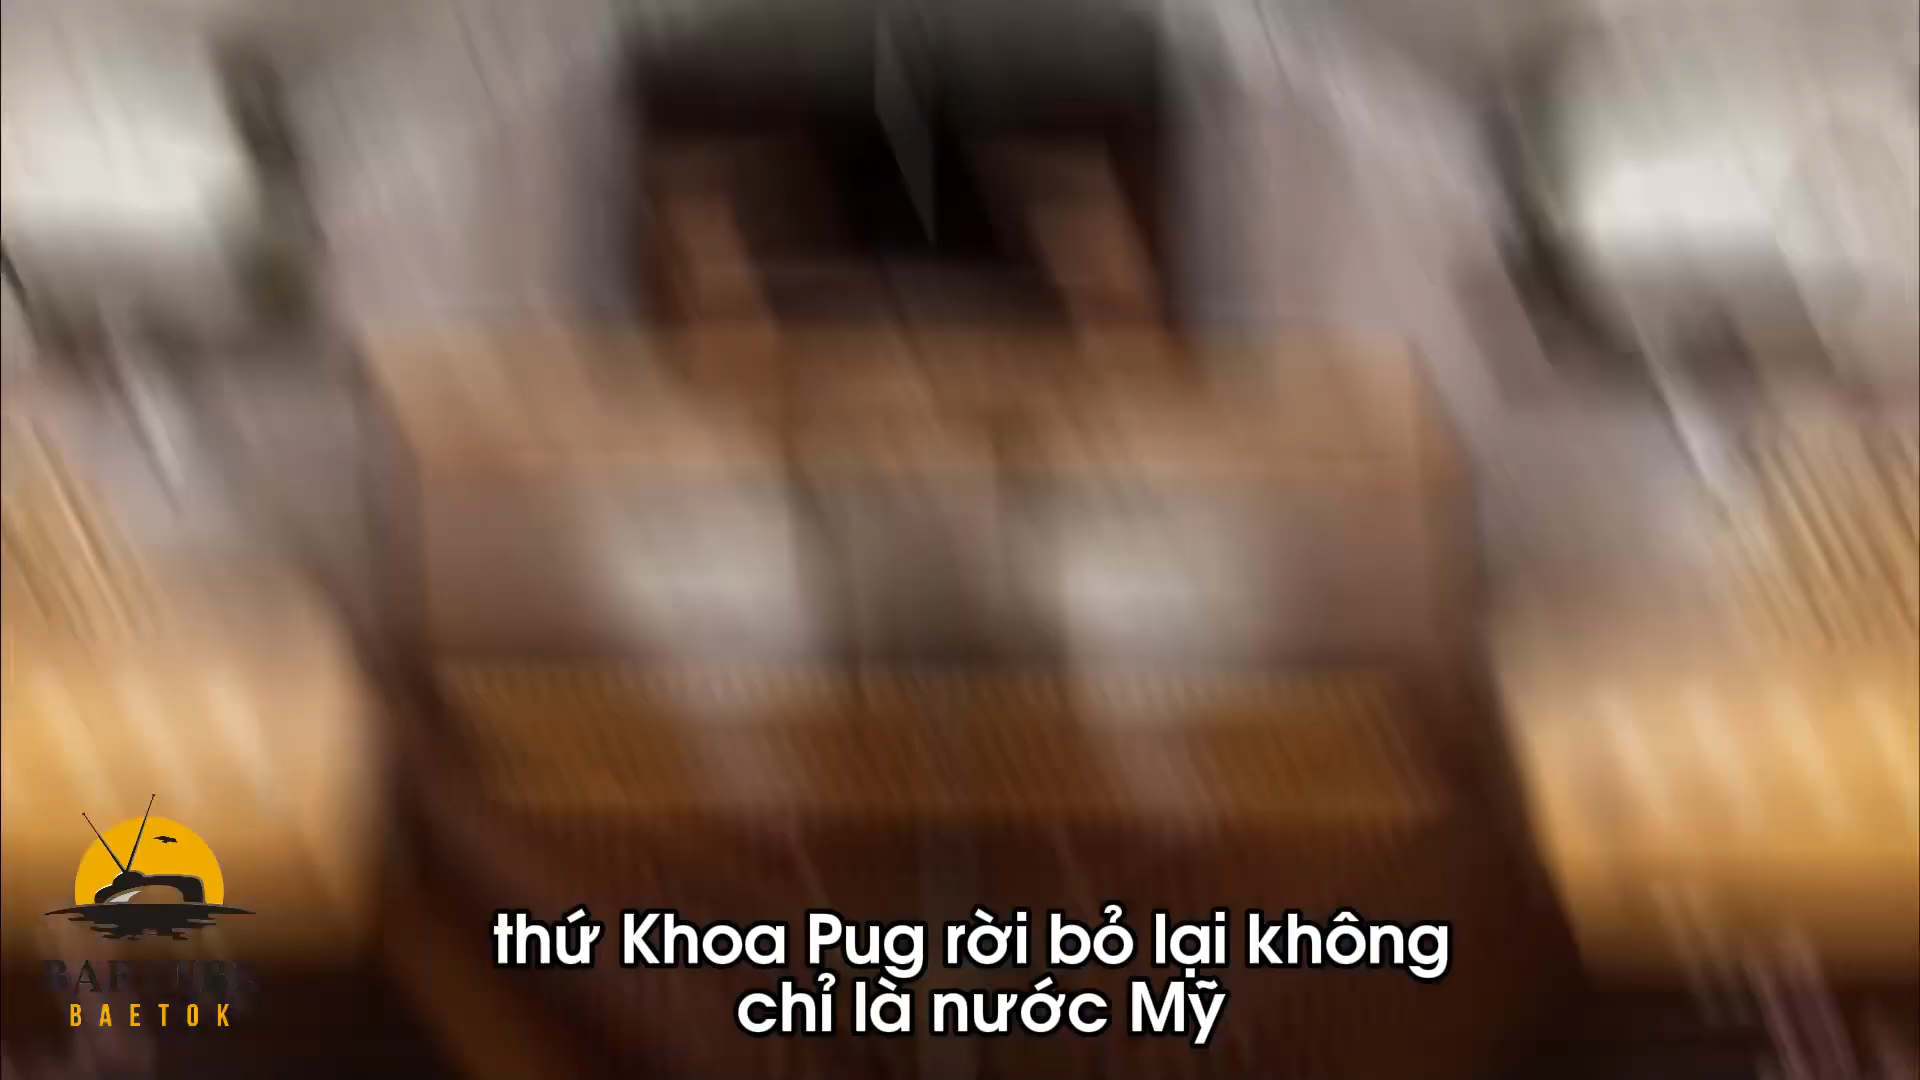 thứ Khoa Pug rời bỏ lại không
chỉ là nước Mỹ
BAETOK